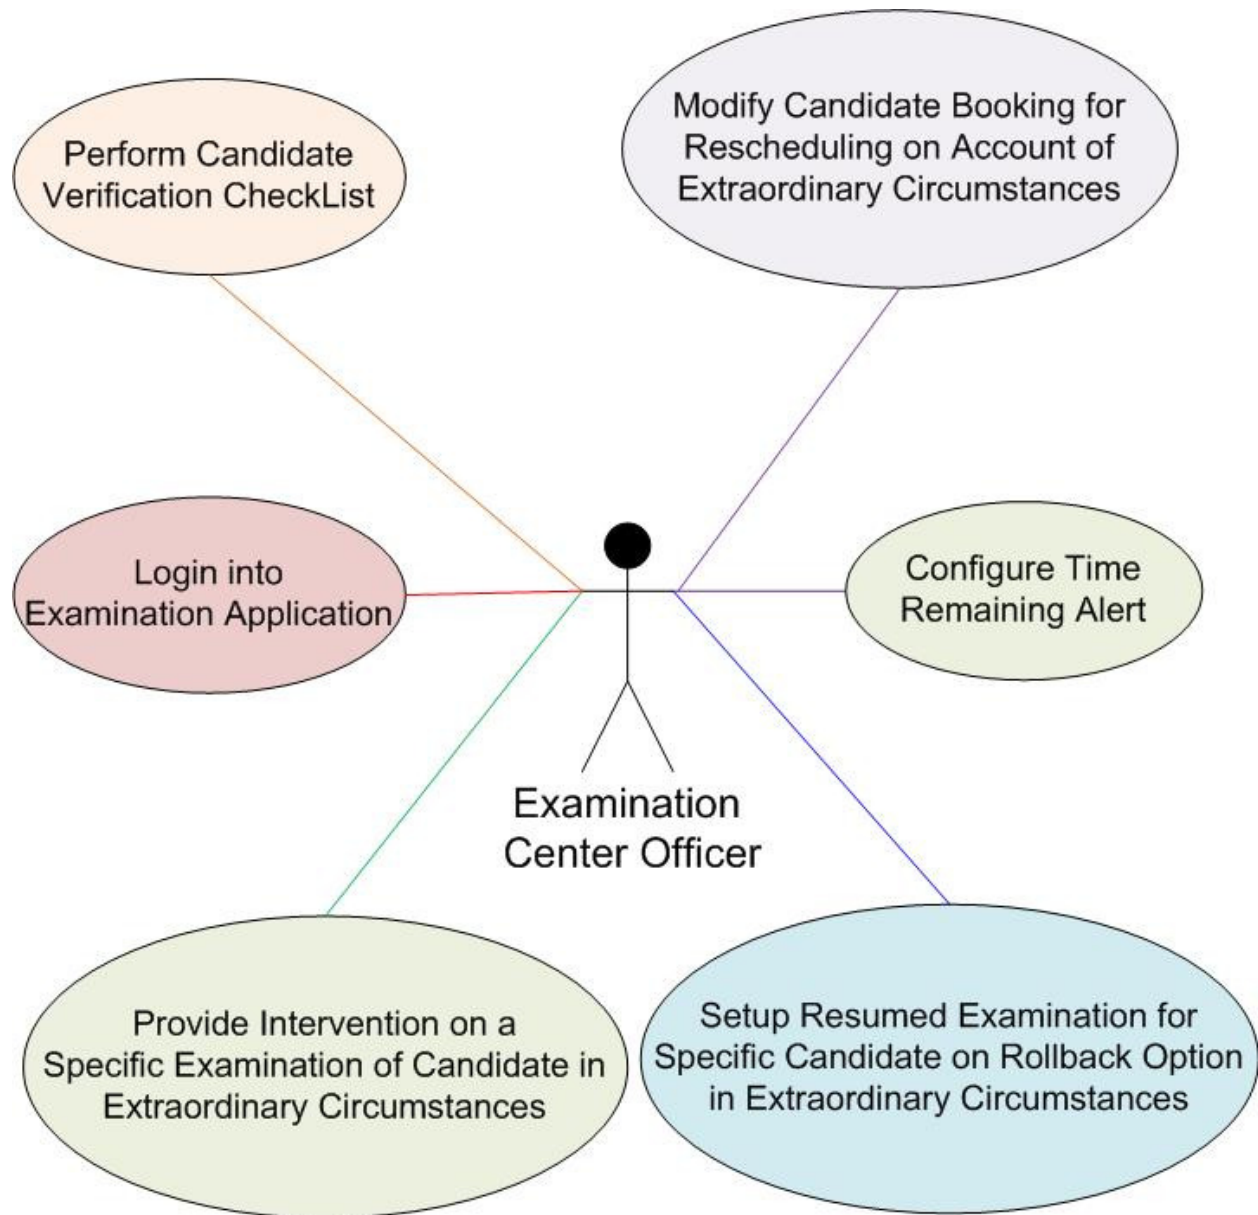 Perform Candidate
Verification CheckList
Modify Candidate Booking for
Rescheduling on Account of
Extraordinary Circumstances
Login into
Examination Application
Configure Time
Remaining Alert
Examination
Center Officer
Provide Intervention on a
Specific Examination of Candidate in
Extraordinary Circumstances
Setup Resumed Examination for
Specific Candidate on Rollback Option
in Extraordinary Circumstances